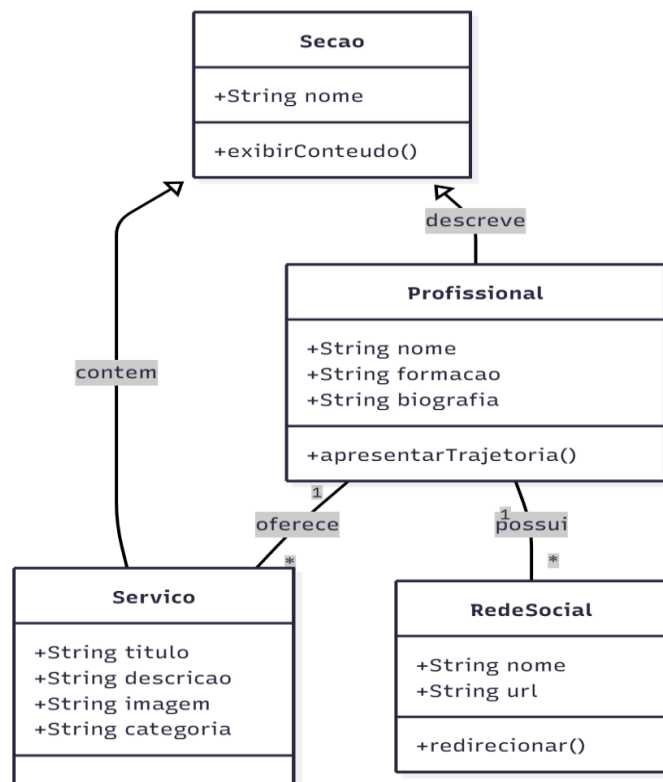 Secao
+String nome
+exibirConteudo()
descreve
Profissional
+String nome
+String formacao
+String biografia
+apresentarTrajetoria()
contem
1
oferece
*
1
possui
*
Servico
+String titulo
+String descricao
+String imagem
+String categoria
RedeSocial
+String nome
+String url
+redirecionar()